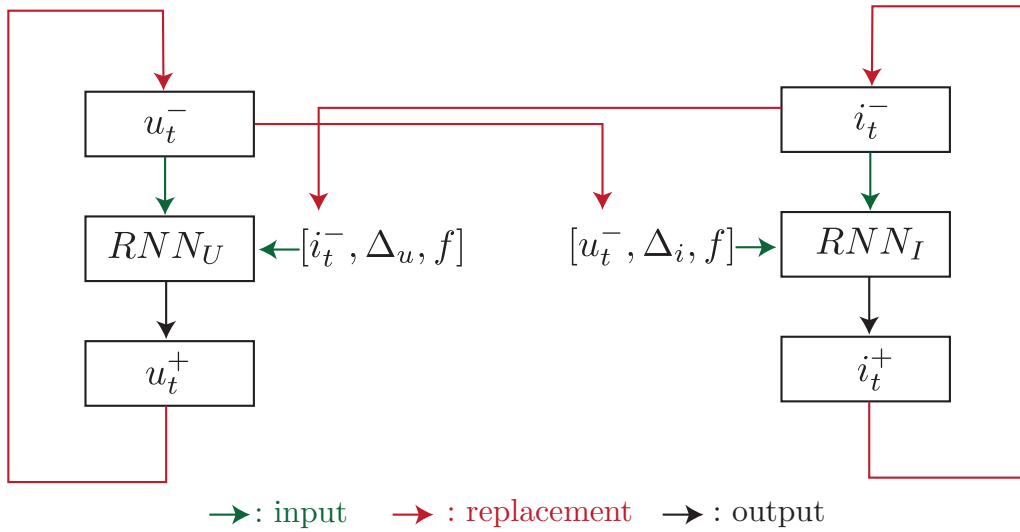 u_t^-
i_t^-
RNN_U
[i_t^-, Δ_u, f]
[u_t^-, Δ_i, f]
RNN_I
u_t^+
i_t^+
: input
: replacement
: output